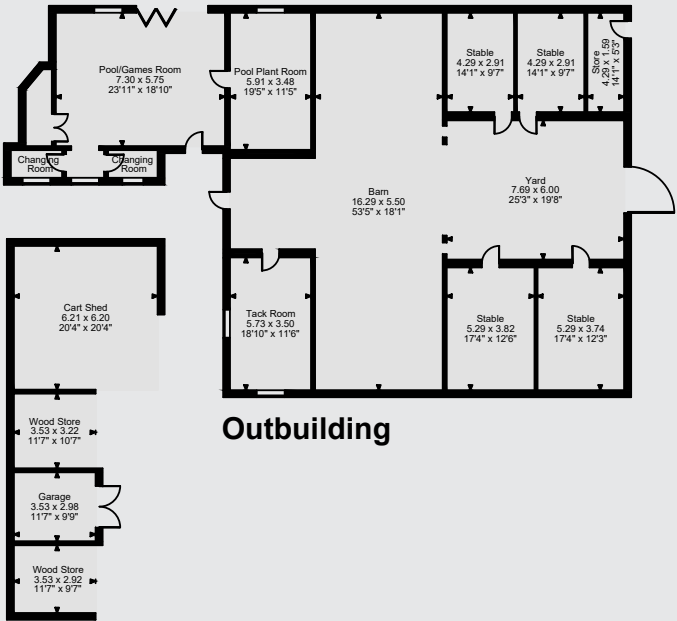 Pool/Games Room
7.30 x 5.75
23'11" x 18'10"
Pool Plant Room
5.91 x 3.48
19'5" x 11'5"
Stable
4.29 x 2.91
14'1" x 9'7"
Stable
4.29 x 2.91
14'1" x 9'7"
Store
4.29 x 1.59
14'1" x 5'3"
Changing
Room
Changing
Room
Barn
16.29 x 5.50
53'5" x 18'1"
Yard
7.69 x 6.00
25'3" x 19'8"
Cart Shed
6.21 x 6.20
20'4" x 20'4"
Tack Room
5.73 x 3.50
18'10" x 11'6"
Stable
5.29 x 3.82
17'4" x 12'6"
Stable
5.29 x 3.74
17'4" x 12'3"
Wood Store
3.53 x 3.22
11'7" x 10'7"
Outbuilding
Garage
3.53 x 2.98
11'7" x 9'9"
Wood Store
3.53 x 2.92
11'7" x 9'7"